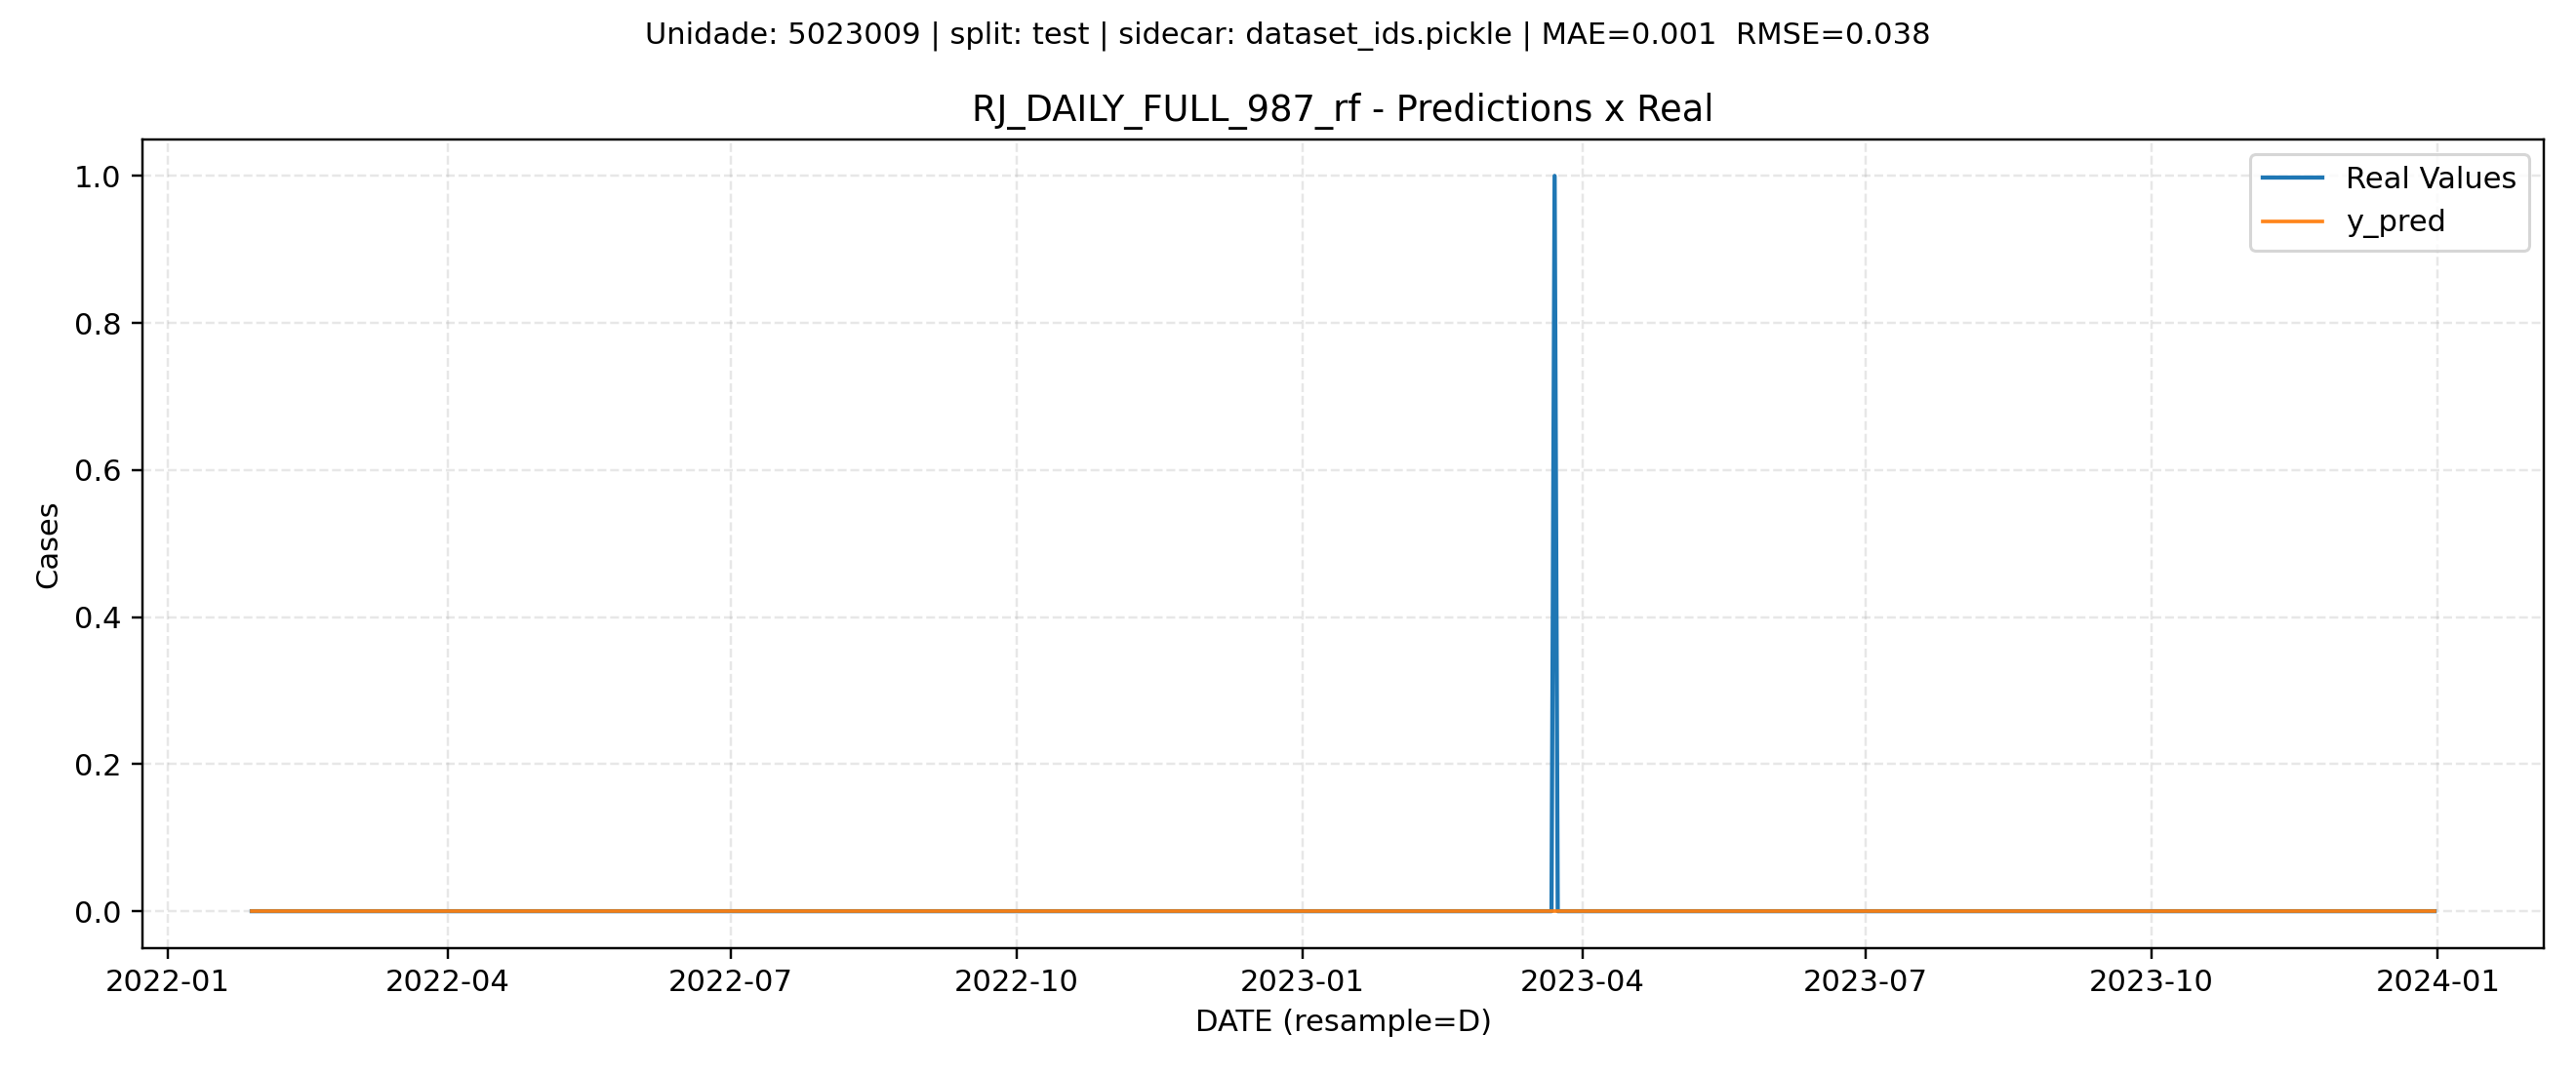 Unidade: 5023009 | split: test | sidecar: dataset_ids.pickle | MAE=0.001  RMSE=0.038
RJ_DAILY_FULL_987_rf - Predictions x Real
Real Values
y_pred
1.0
0.8
0.6
0.4
0.2
0.0
Cases
2022-01
2022-04
2022-07
2022-10
2023-01
2023-04
2023-07
2023-10
2024-01
DATE (resample=D)